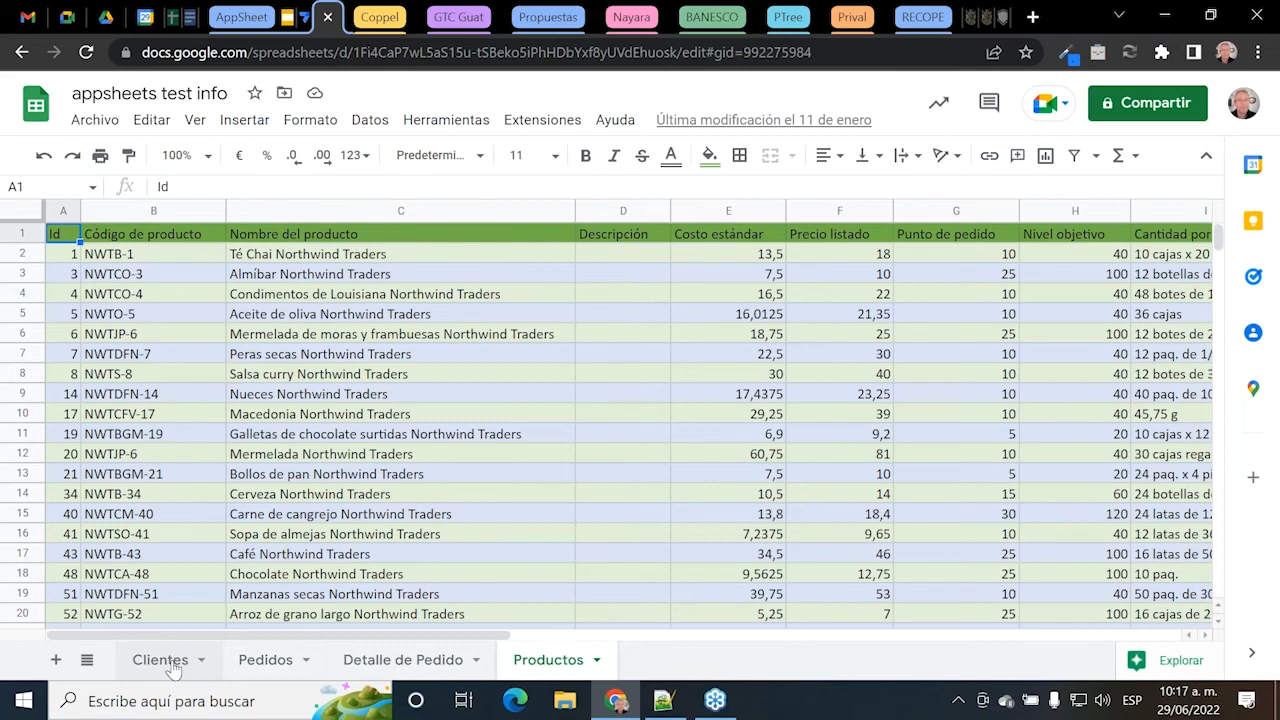 AppSheet Coppel GTC Guat Propuestas Nayara BANESCO PTree Prival RECOPE
docs.google.com/spreadsheets/d/1Fi4CaP7wL5aS15u-tSBeko5iPHDbYxf8yUVdEhuosk/edit#gid=992275984
appsheets test info
Compartir
Archivo Editar Ver Insertar Formato Datos Herramientas Extensiones Ayuda Última modificación el 11 de enero
100% € % .0 .00 123 Predetermi... 11 B I S A
A1 fx Id
A B C D E F G H I
1 Id Código de producto Nombre del producto Descripción Costo estándar Precio listado Punto de pedido Nivel objetivo Cantidad por
2 1 NWTB-1 Té Chai Northwind Traders 13,5 18 10 40 10 cajas x 20
3 3 NWTCO-3 Almíbar Northwind Traders 7,5 10 25 100 12 botellas de
4 4 NWTCO-4 Condimentos de Louisiana Northwind Traders 16,5 22 10 40 48 botes de 1
5 5 NWTO-5 Aceite de oliva Northwind Traders 16,0125 21,35 10 40 36 cajas
6 6 NWTJP-6 Mermelada de moras y frambuesas Northwind Traders 18,75 25 25 100 12 botes de 2
7 7 NWTDFN-7 Peras secas Northwind Traders 22,5 30 10 40 12 paq. de 1/
8 8 NWTS-8 Salsa curry Northwind Traders 30 40 10 40 12 botes de 3
9 14 NWTDFN-14 Nueces Northwind Traders 17,4375 23,25 10 40 40 paq. de 10
10 17 NWTCFV-17 Macedonia Northwind Traders 29,25 39 10 40 45,75 g
11 19 NWTBGM-19 Galletas de chocolate surtidas Northwind Traders 6,9 9,2 5 20 10 cajas x 12
12 20 NWTJP-6 Mermelada Northwind Traders 60,75 81 10 40 30 cajas rega
13 21 NWTBGM-21 Bollos de pan Northwind Traders 7,5 10 5 20 24 paq. x 4 pi
14 34 NWTB-34 Cerveza Northwind Traders 10,5 14 15 60 24 botellas d
15 40 NWTCM-40 Carne de cangrejo Northwind Traders 13,8 18,4 30 120 24 latas de 12
16 41 NWTSO-41 Sopa de almejas Northwind Traders 7,2375 9,65 10 40 12 latas de 3
17 43 NWTB-43 Café Northwind Traders 34,5 46 25 100 16 latas de 50
18 48 NWTCA-48 Chocolate Northwind Traders 9,5625 12,75 25 100 10 paq.
19 51 NWTDFN-51 Manzanas secas Northwind Traders 39,75 53 10 40 50 paq. de 30
20 52 NWTG-52 Arroz de grano largo Northwind Traders 5,25 7 25 100 16 cajas de 2
Clientes Pedidos Detalle de Pedido Productos Explorar
Escribe aquí para buscar ESP 10:17 a. m.
29/06/2022